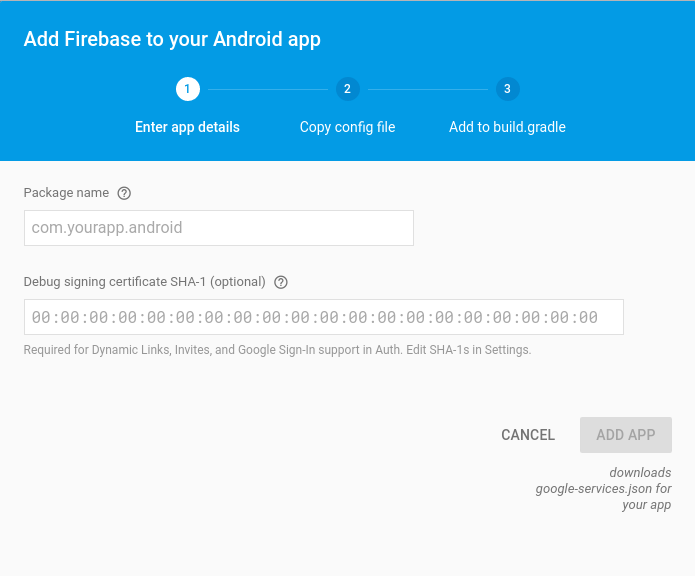 Add Firebase to your Android app
1 2 3
Enter app details Copy config file Add to build.gradle
Package name ?
com.yourapp.android
Debug signing certificate SHA-1 (optional) ?
00:00:00:00:00:00:00:00:00:00:00:00:00:00:00:00:00:00:00:00
Required for Dynamic Links, Invites, and Google Sign-In support in Auth. Edit SHA-1s in Settings.
CANCEL ADD APP
downloads
google-services.json for
your app